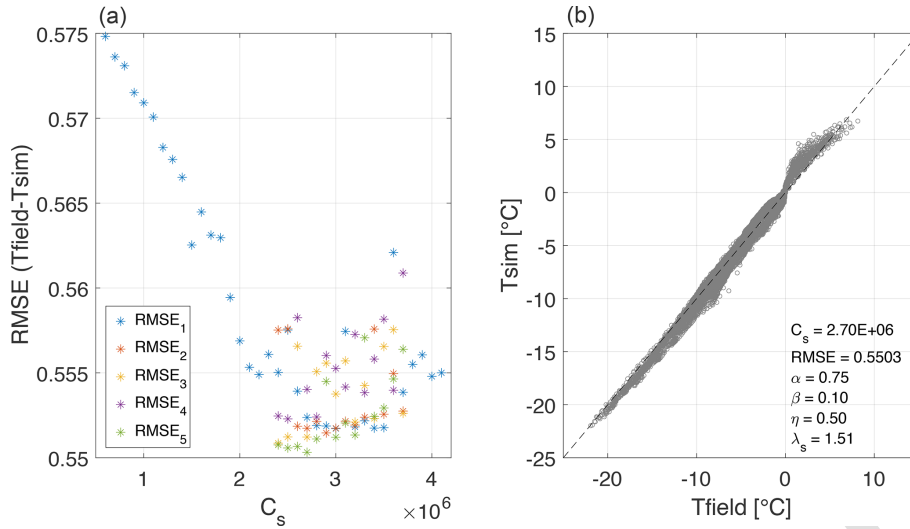 (a)
RMSE (Tfield-Tsim)
0.575
0.57
0.565
0.56
0.555
0.55
RMSE₁
RMSE₂
RMSE₃
RMSE₄
RMSE₅
1
2
3
4
×10⁶
Cₛ
(b)
Tsim [°C]
15
10
5
0
-5
-10
-15
-20
-25
Cₛ = 2.70E+06
RMSE = 0.5503
α = 0.75
β = 0.10
η = 0.50
λₛ = 1.51
-20
-10
0
10
Tfield [°C]